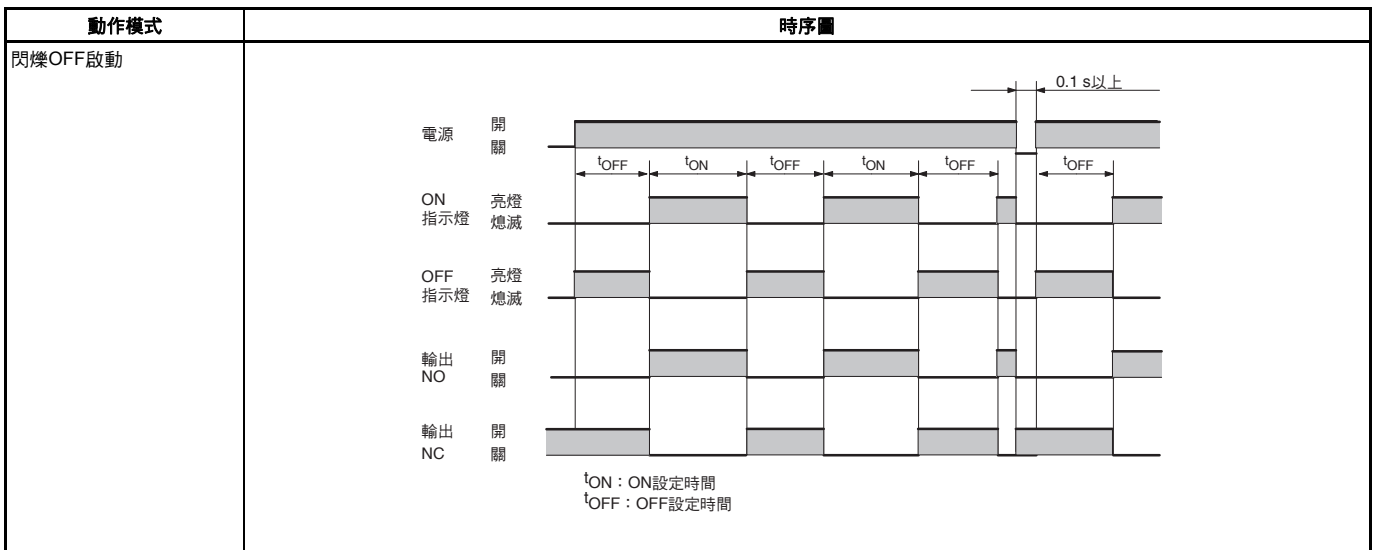 動作模式
時序圖
閃爍OFF啟動
0.1 s以上
電源
開
關
tOFF
tON
tOFF
tON
tOFF
tOFF
ON
指示燈
亮燈
熄滅
OFF
指示燈
亮燈
熄滅
輸出
NO
開
關
輸出
NC
開
關
tON：ON設定時間
tOFF：OFF設定時間